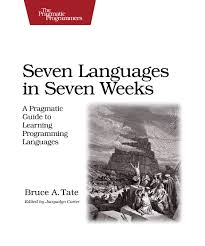 The
Pragmatic
Programmers
Seven Languages
in Seven Weeks
A Pragmatic
Guide to
Learning
Programming
Languages
Bruce A. Tate
Edited by Jacquelyn Carter